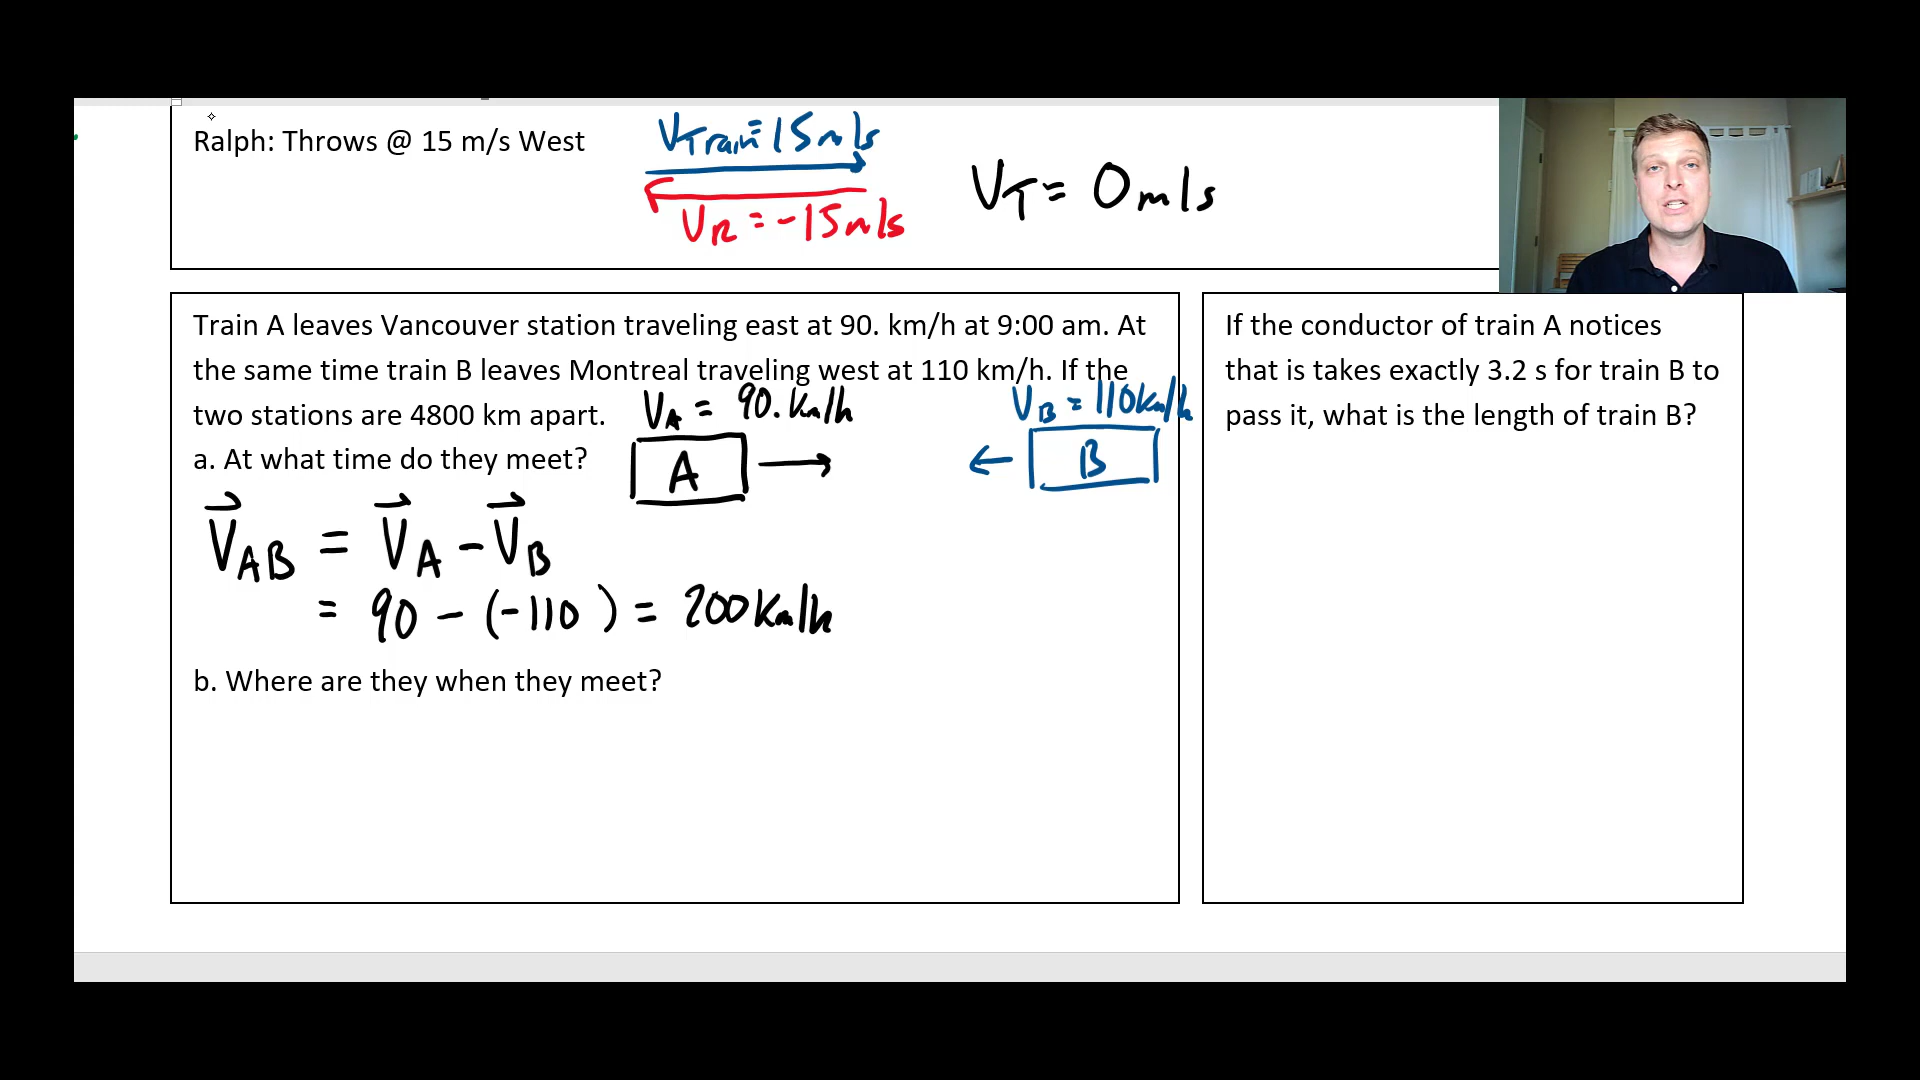 Ralph: Throws @ 15 m/s West
VTrain = 15 m/s
VR = -15 m/s
VT = 0 m/s
Train A leaves Vancouver station traveling east at 90. km/h at 9:00 am. At
the same time train B leaves Montreal traveling west at 110 km/h. If the
two stations are 4800 km apart.
VA = 90. km/h
VB = 110 km/h
a. At what time do they meet?
A
B
VAB = VA - VB
= 90 - (-110) = 200 Km/h
b. Where are they when they meet?
If the conductor of train A notices
that is takes exactly 3.2 s for train B to
pass it, what is the length of train B?